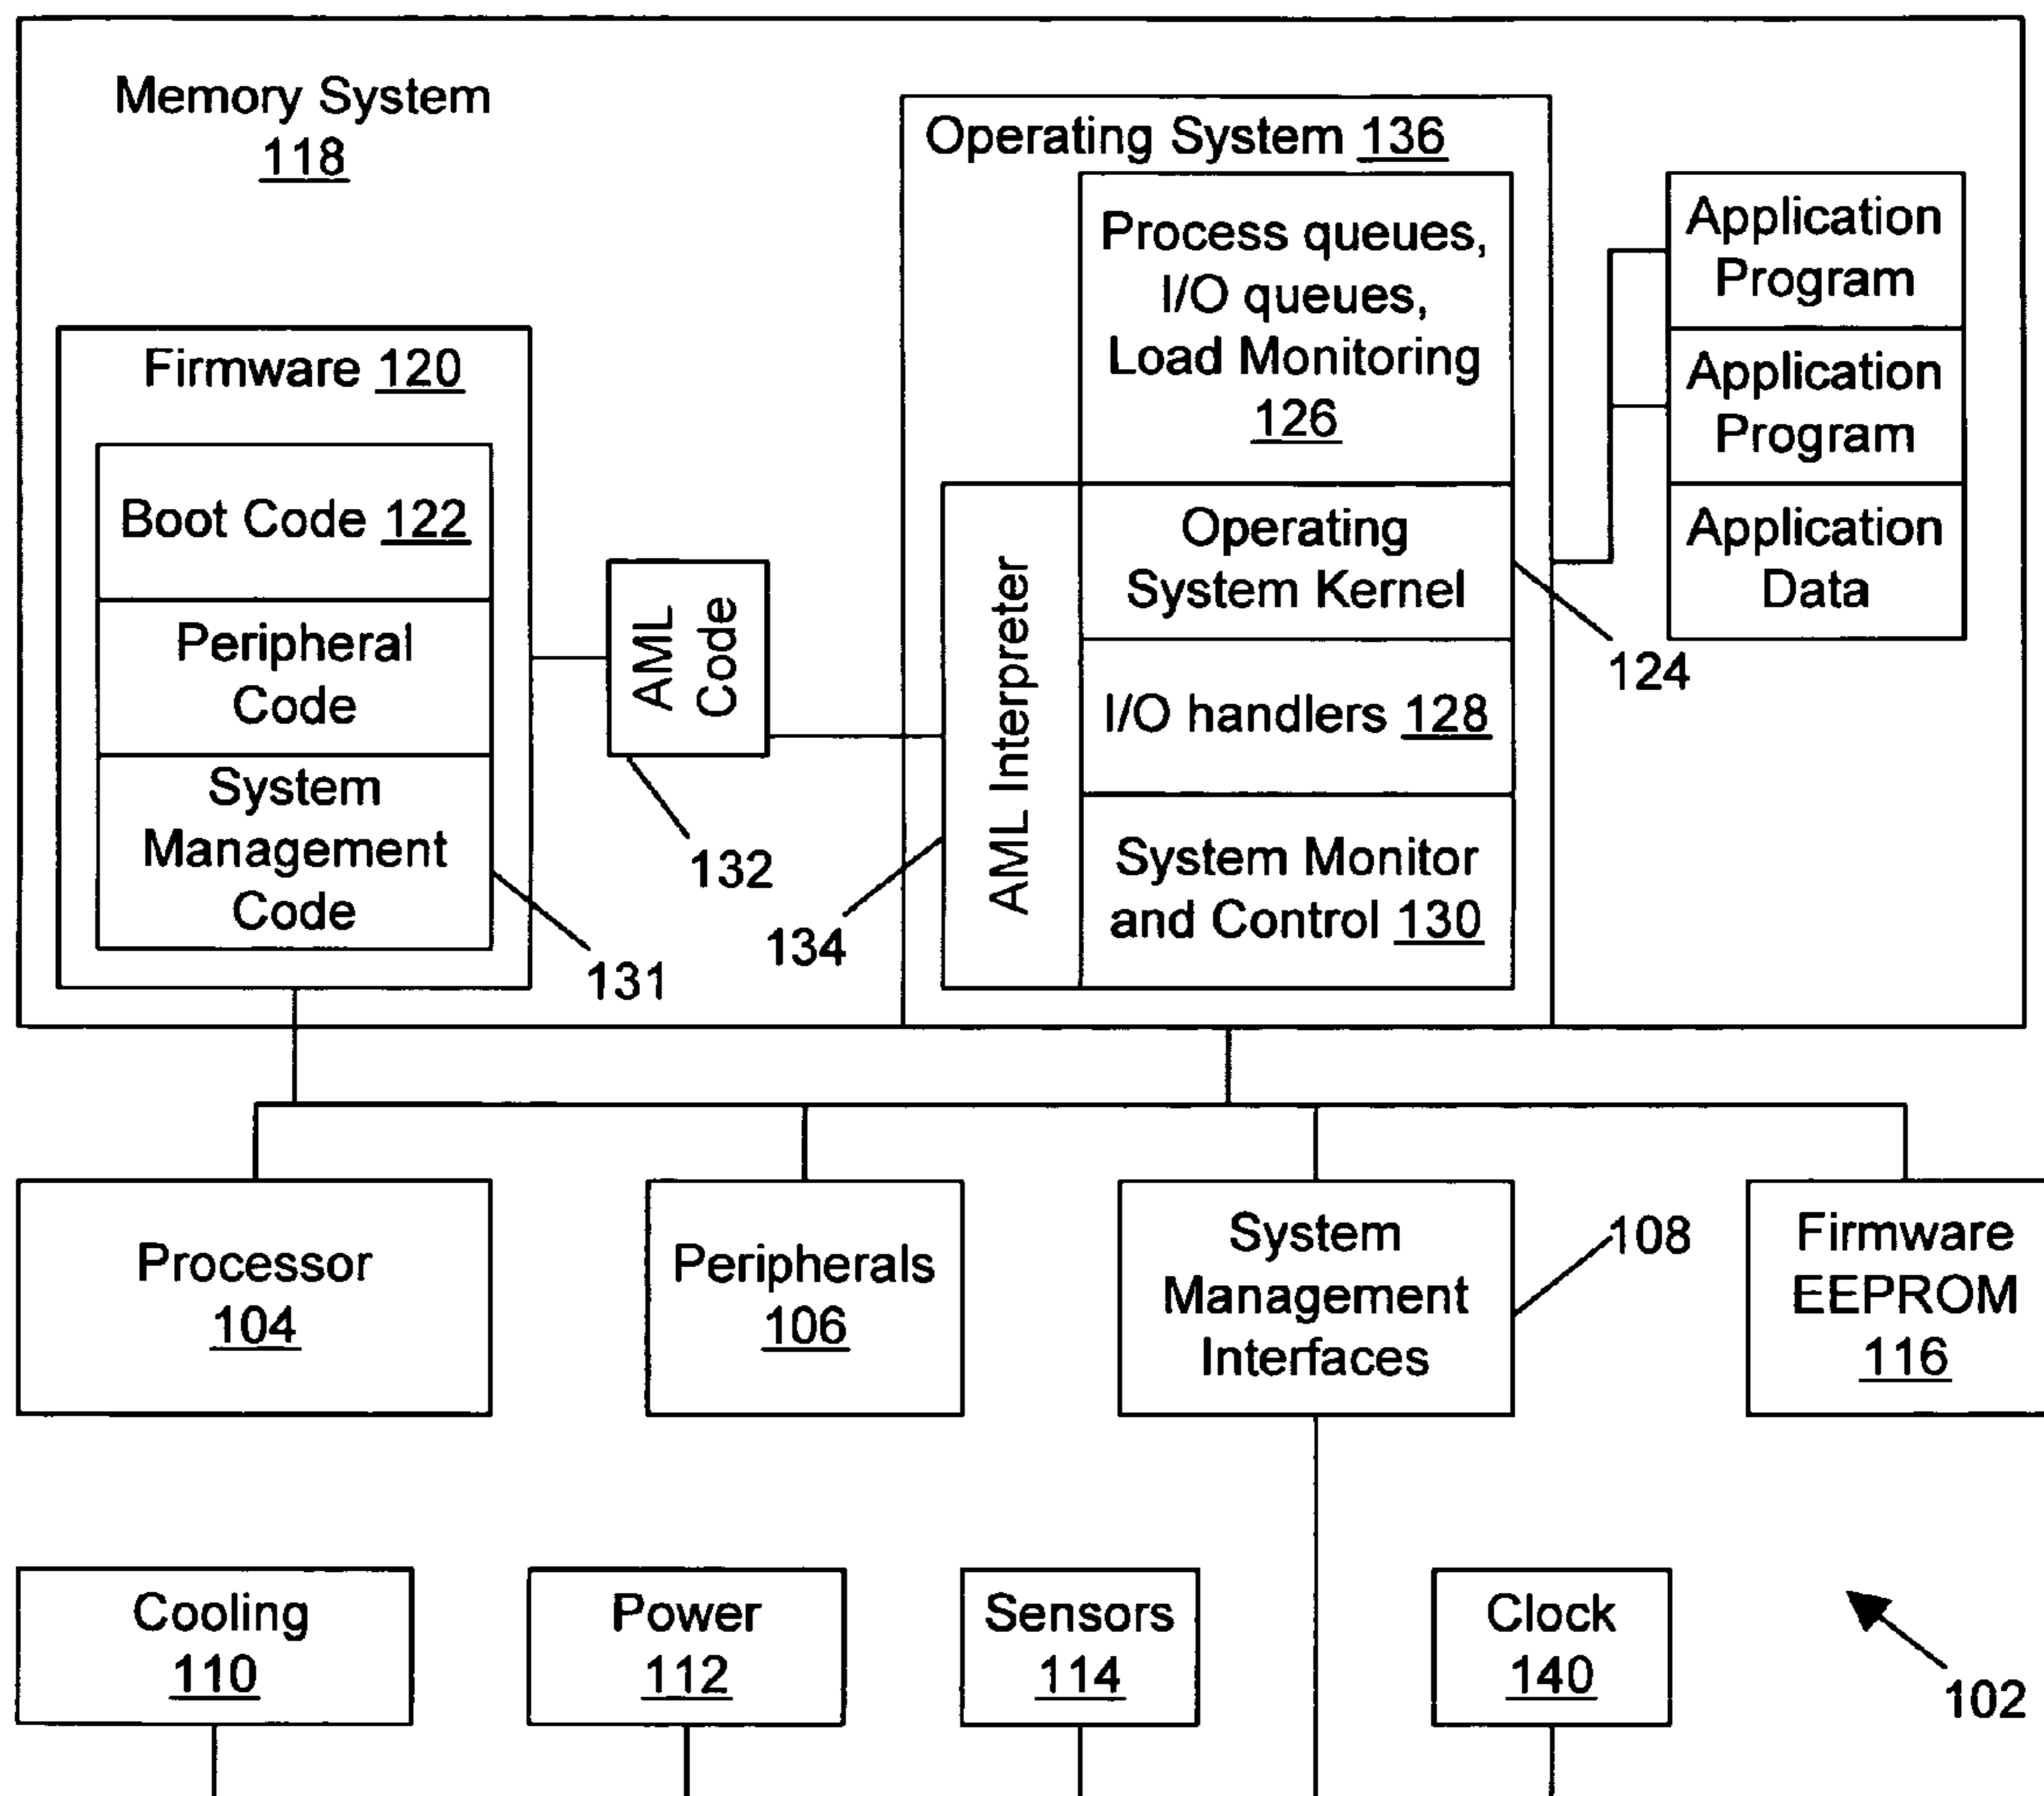 Memory System
118
Operating System 136
Process queues,
I/O queues,
Load Monitoring
126
Application
Program
Application
Program
Application
Data
Firmware 120
Boot Code 122
Peripheral
Code
System
Management
Code
131
AML
Code
132
134
AML Interpreter
Operating
System Kernel
124
I/O handlers 128
System Monitor
and Control 130
Processor
104
Peripherals
106
System
Management
Interfaces
108
Firmware
EEPROM
116
Cooling
110
Power
112
Sensors
114
Clock
140
102